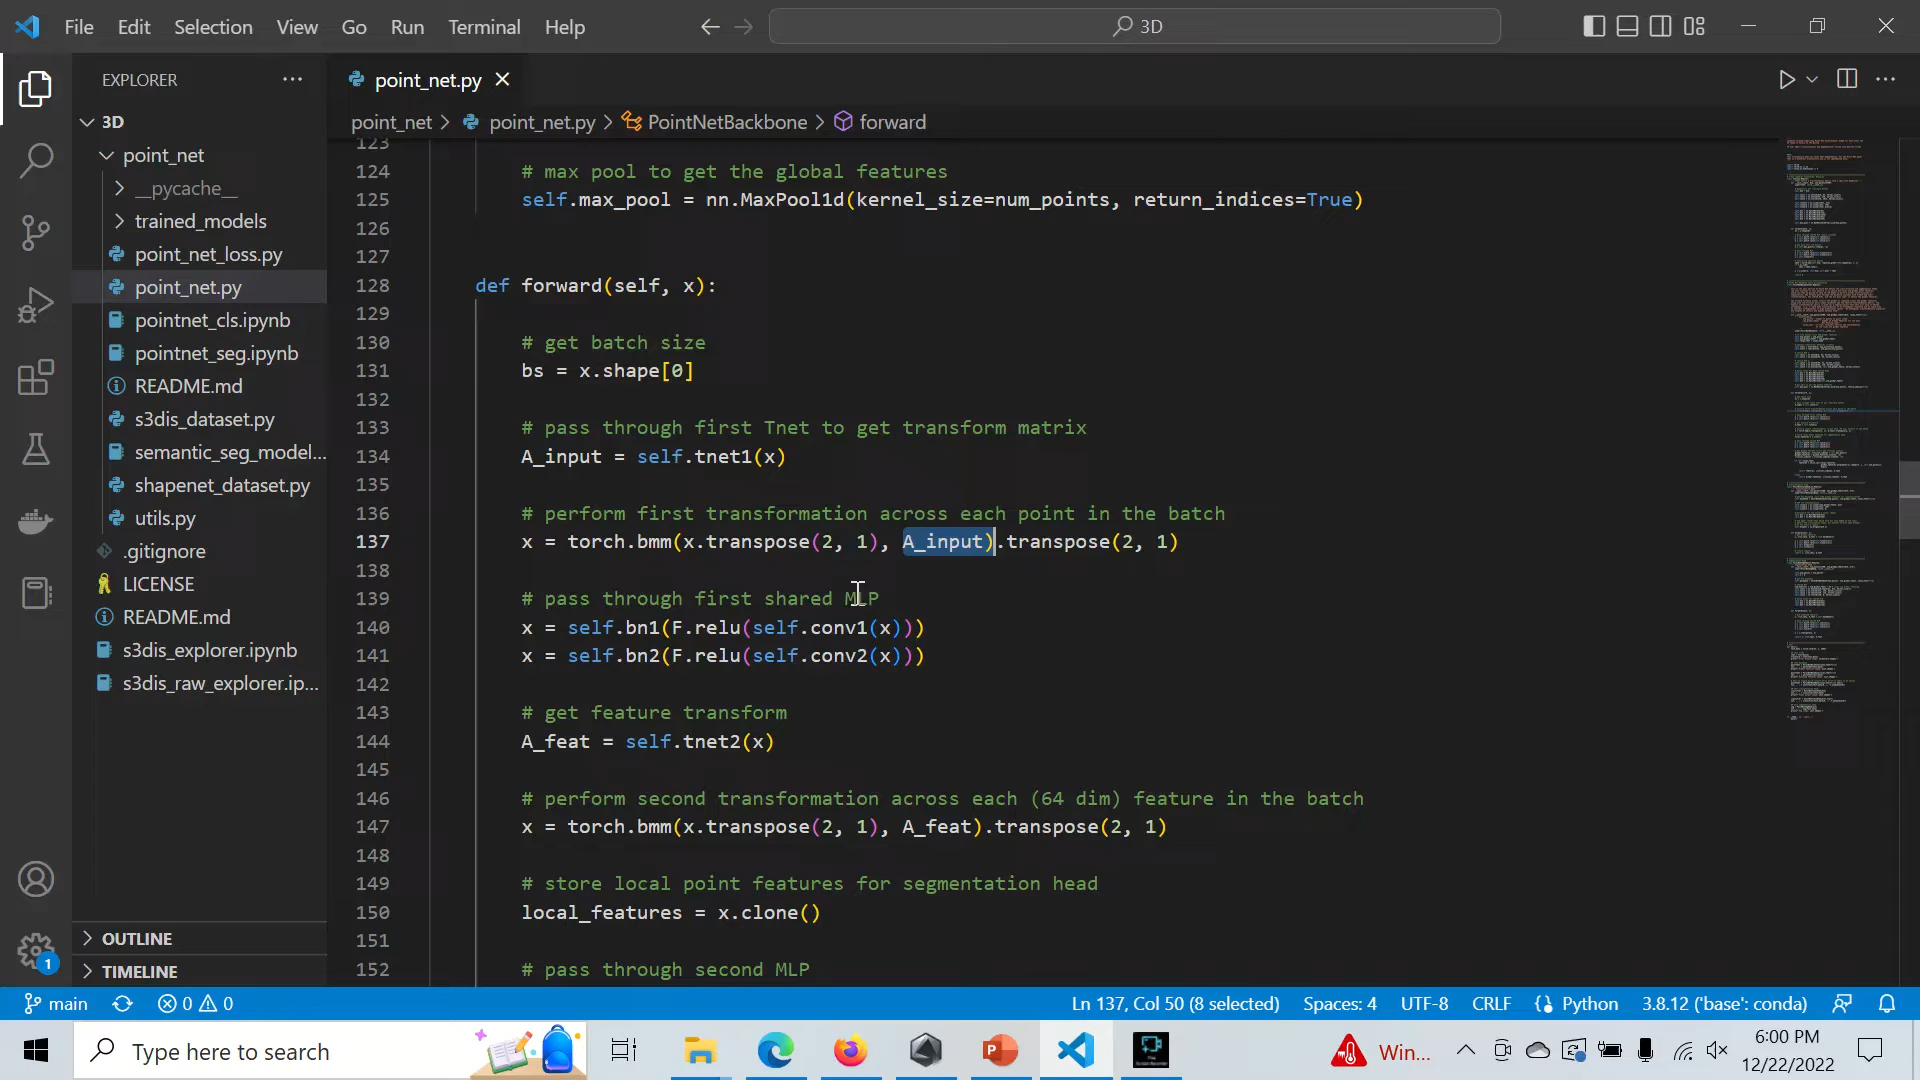 File Edit Selection View Go Run Terminal Help
3D
EXPLORER
point_net.py
3D
point_net
__pycache__
trained_models
point_net_loss.py
point_net.py
pointnet_cls.ipynb
pointnet_seg.ipynb
README.md
s3dis_dataset.py
semantic_seg_model...
shapenet_dataset.py
utils.py
.gitignore
LICENSE
README.md
s3dis_explorer.ipynb
s3dis_raw_explorer.ip...
OUTLINE
TIMELINE
point_net > point_net.py > PointNetBackbone > forward
123
124 # max pool to get the global features
125 self.max_pool = nn.MaxPool1d(kernel_size=num_points, return_indices=True)
126
127
128 def forward(self, x):
129
130 # get batch size
131 bs = x.shape[0]
132
133 # pass through first Tnet to get transform matrix
134 A_input = self.tnet1(x)
135
136 # perform first transformation across each point in the batch
137 x = torch.bmm(x.transpose(2, 1), A_input).transpose(2, 1)
138
139 # pass through first shared MLP
140 x = self.bn1(F.relu(self.conv1(x)))
141 x = self.bn2(F.relu(self.conv2(x)))
142
143 # get feature transform
144 A_feat = self.tnet2(x)
145
146 # perform second transformation across each (64 dim) feature in the batch
147 x = torch.bmm(x.transpose(2, 1), A_feat).transpose(2, 1)
148
149 # store local point features for segmentation head
150 local_features = x.clone()
151
152 # pass through second MLP
1
main 0 0 Ln 137, Col 50 (8 selected) Spaces: 4 UTF-8 CRLF Python 3.8.12 ('base': conda)
Type here to search
Win...
6:00 PM
12/22/2022